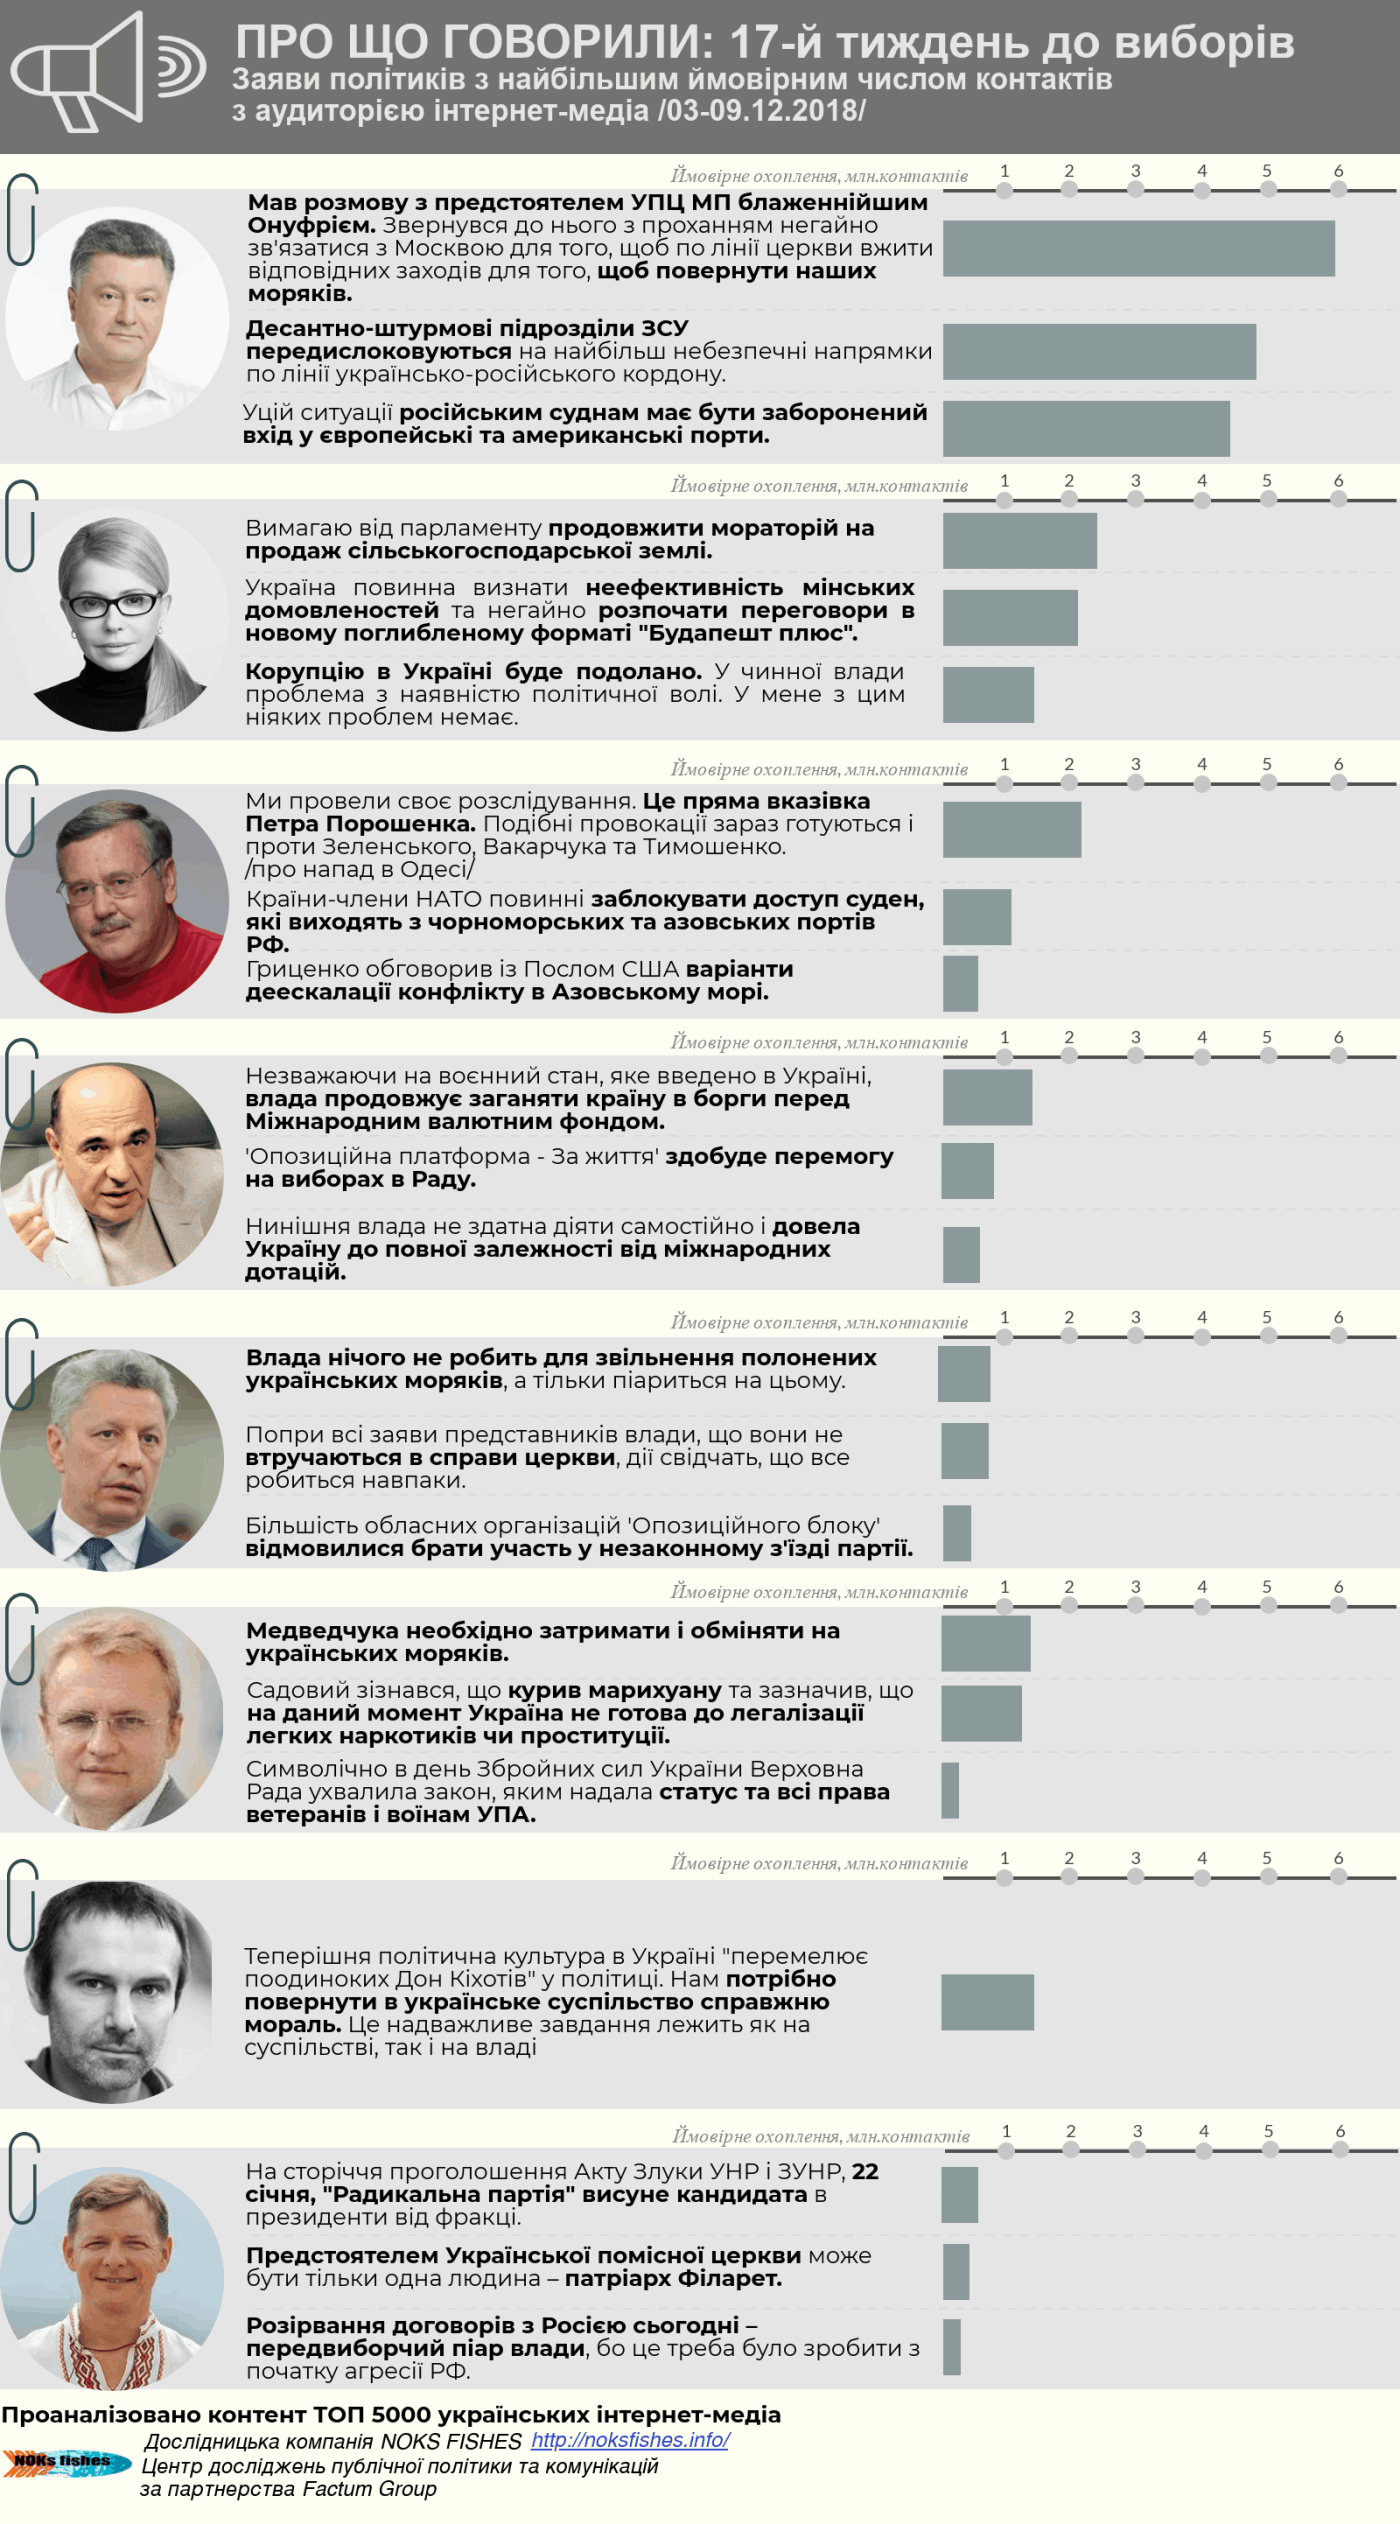 ПРО ЩО ГОВОРИЛИ: 17-й тиждень до виборів
Заяви політиків з найбільшим ймовірним числом контактів
з аудиторією інтернет-медіа /03-09.12.2018/
Ймовірне охоплення, млн.контактів 1 2 3 4 5 6
Мав розмову з предстоятелем УПЦ МП блаженнійшим
Онуфрієм. Звернувся до нього з проханням негайно
зв'язатися з Москвою для того, щоб по лінії церкви вжити
відповідних заходів для того, щоб повернути наших
моряків.
Десантно-штурмові підрозділи ЗСУ
передислоковуються на найбільш небезпечні напрямки
по лінії українсько-російського кордону.
Уцій ситуації російським суднам має бути заборонений
вхід у європейські та американські порти.
Ймовірне охоплення, млн.контактів 1 2 3 4 5 6
Вимагаю від парламенту продовжити мораторій на
продаж сільськогосподарської землі.
Україна повинна визнати неефективність мінських
домовленостей та негайно розпочати переговори в
новому поглибленому форматі "Будапешт плюс".
Корупцію в Україні буде подолано. У чинної влади
проблема з наявністю політичної волі. У мене з цим
ніяких проблем немає.
Ймовірне охоплення, млн.контактів 1 2 3 4 5 6
Ми провели своє розслідування. Це пряма вказівка
Петра Порошенка. Подібні провокації зараз готуються і
проти Зеленського, Вакарчука та Тимошенко.
/про напад в Одесі/
Країни-члени НАТО повинні заблокувати доступ суден,
які виходять з чорноморських та азовських портів
РФ.
Гриценко обговорив із Послом США варіанти
деескалації конфлікту в Азовському морі.
Ймовірне охоплення, млн.контактів 1 2 3 4 5 6
Незважаючи на воєнний стан, яке введено в Україні,
влада продовжує заганяти країну в борги перед
Міжнародним валютним фондом.
'Опозиційна платформа - За життя' здобуде перемогу
на виборах в Раду.
Нинішня влада не здатна діяти самостійно і довела
Україну до повної залежності від міжнародних
дотацій.
Ймовірне охоплення, млн.контактів 1 2 3 4 5 6
Влада нічого не робить для звільнення полонених
українських моряків, а тільки піариться на цьому.
Попри всі заяви представників влади, що вони не
втручаються в справи церкви, дії свідчать, що все
робиться навпаки.
Більшість обласних організацій 'Опозиційного блоку'
відмовилися брати участь у незаконному з'їзді партії.
Ймовірне охоплення, млн.контактів 1 2 3 4 5 6
Медведчука необхідно затримати і обміняти на
українських моряків.
Садовий зізнався, що курив марихуану та зазначив, що
на даний момент Україна не готова до легалізації
легких наркотиків чи проституції.
Символічно в день Збройних сил України Верховна
Рада ухвалила закон, яким надала статус та всі права
ветеранів і воїнам УПА.
Ймовірне охоплення, млн.контактів 1 2 3 4 5 6
Теперішня політична культура в Україні "перемелює
поодиноких Дон Кіхотів" у політиці. Нам потрібно
повернути в українське суспільство справжню
мораль. Це надважливе завдання лежить як на
суспільстві, так і на владі
Ймовірне охоплення, млн.контактів 1 2 3 4 5 6
На сторіччя проголошення Акту Злуки УНР і ЗУНР, 22
січня, "Радикальна партія" висуне кандидата в
президенти від фракції.
Предстоятелем Української помісної церкви може
бути тільки одна людина – патріарх Філарет.
Розірвання договорів з Росією сьогодні –
передвиборчий піар влади, бо це треба було зробити з
початку агресії РФ.
Проаналізовано контент ТОП 5000 українських інтернет-медіа
Дослідницька компанія NOKS FISHES http://noksfishes.info/
NOKs fishes
Центр досліджень публічної політики та комунікацій
за партнерства Factum Group